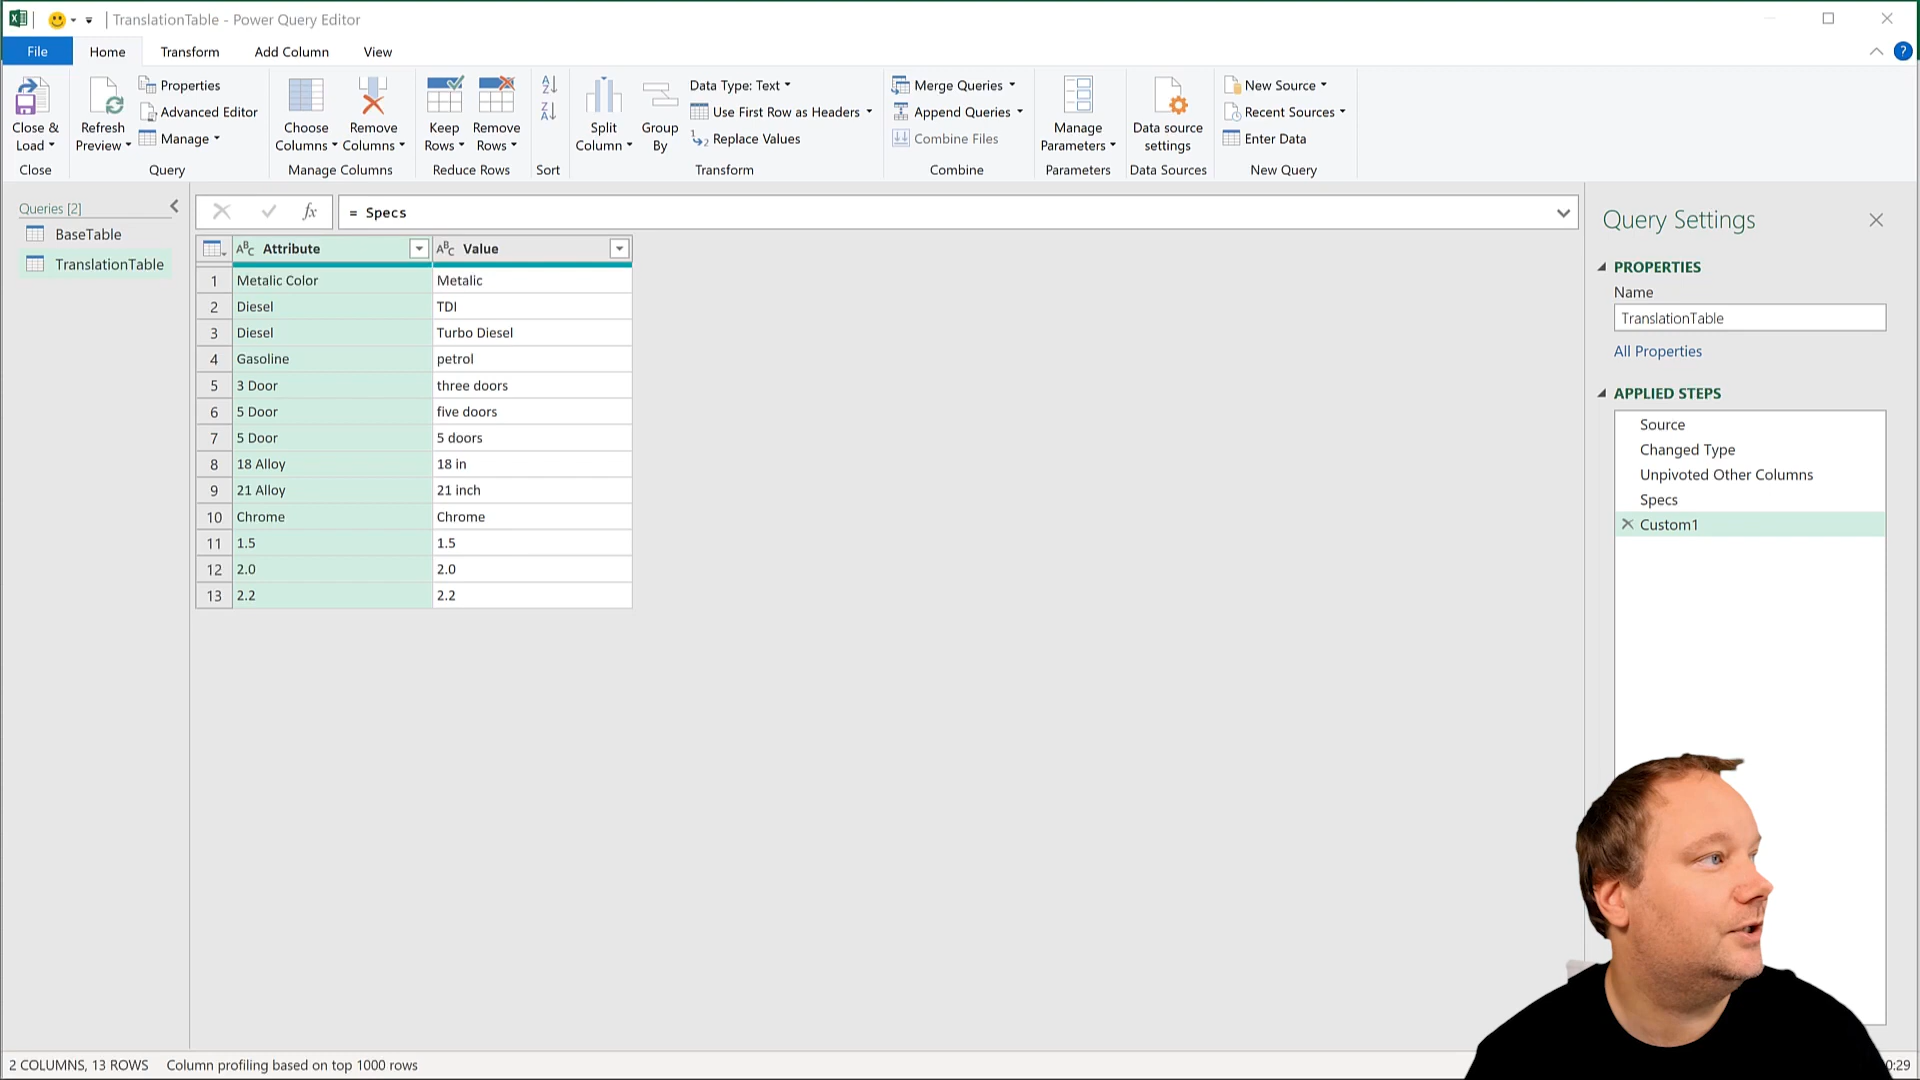 TranslationTable - Power Query Editor
File Home Transform Add Column View
Close & Load
Close
Refresh Preview
Properties
Advanced Editor
Manage
Query
Choose Columns
Remove Columns
Manage Columns
Keep Rows
Remove Rows
Reduce Rows
Sort
Split Column
Group By
Data Type: Text
Use First Row as Headers
Replace Values
Transform
Merge Queries
Append Queries
Combine Files
Combine
Manage Parameters
Parameters
Data source settings
Data Sources
New Source
Recent Sources
Enter Data
New Query
Queries [2]
BaseTable
TranslationTable
fx = Specs
ABC Attribute ABC Value
1 Metalic Color Metalic
2 Diesel TDI
3 Diesel Turbo Diesel
4 Gasoline petrol
5 3 Door three doors
6 5 Door five doors
7 5 Door 5 doors
8 18 Alloy 18 in
9 21 Alloy 21 inch
10 Chrome Chrome
11 1.5 1.5
12 2.0 2.0
13 2.2 2.2
Query Settings
PROPERTIES
Name
TranslationTable
All Properties
APPLIED STEPS
Source
Changed Type
Unpivoted Other Columns
Specs
Custom1
2 COLUMNS, 13 ROWS Column profiling based on top 1000 rows